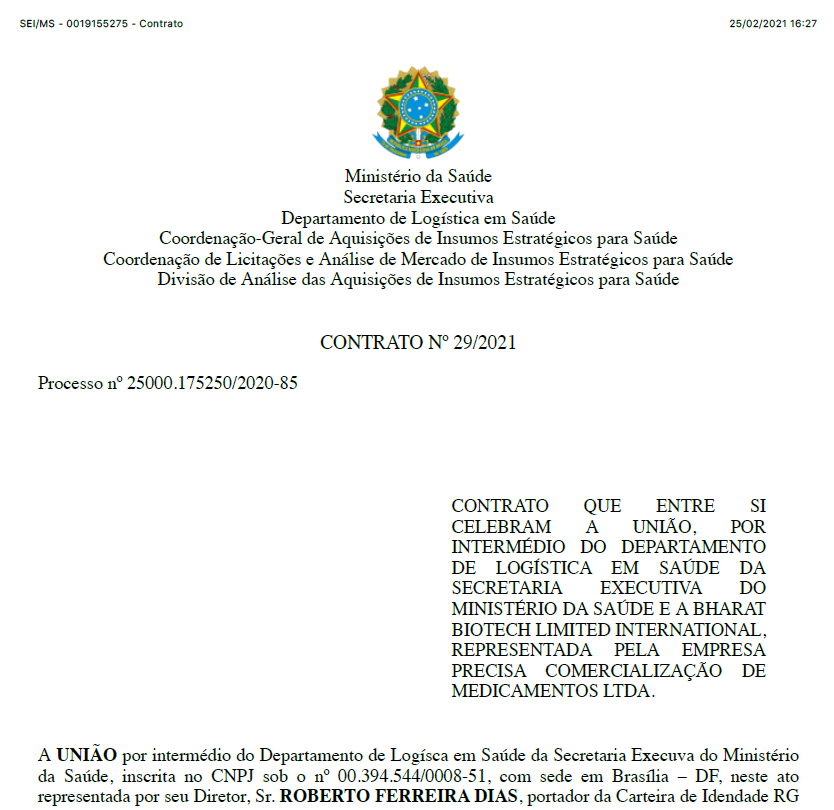 SEI/MS - 0019155275 - Contrato
25/02/2021 16:27
Ministério da Saúde
Secretaria Executiva
Departamento de Logística em Saúde
Coordenação-Geral de Aquisições de Insumos Estratégicos para Saúde
Coordenação de Licitações e Análise de Mercado de Insumos Estratégicos para Saúde
Divisão de Análise das Aquisições de Insumos Estratégicos para Saúde
CONTRATO Nº 29/2021
Processo nº 25000.175250/2020-85
CONTRATO QUE ENTRE SI
CELEBRAM A UNIÃO, POR
INTERMÉDIO DO DEPARTAMENTO
DE LOGÍSTICA EM SAÚDE DA
SECRETARIA EXECUTIVA DO
MINISTÉRIO DA SAÚDE E A BHARAT
BIOTECH LIMITED INTERNATIONAL,
REPRESENTADA PELA EMPRESA
PRECISA COMERCIALIZAÇÃO DE
MEDICAMENTOS LTDA.
A UNIÃO por intermédio do Departamento de Logísca em Saúde da Secretaria Execuva do Ministério
da Saúde, inscrita no CNPJ sob o nº 00.394.544/0008-51, com sede em Brasília – DF, neste ato
representada por seu Diretor, Sr. ROBERTO FERREIRA DIAS, portador da Carteira de Idendade RG